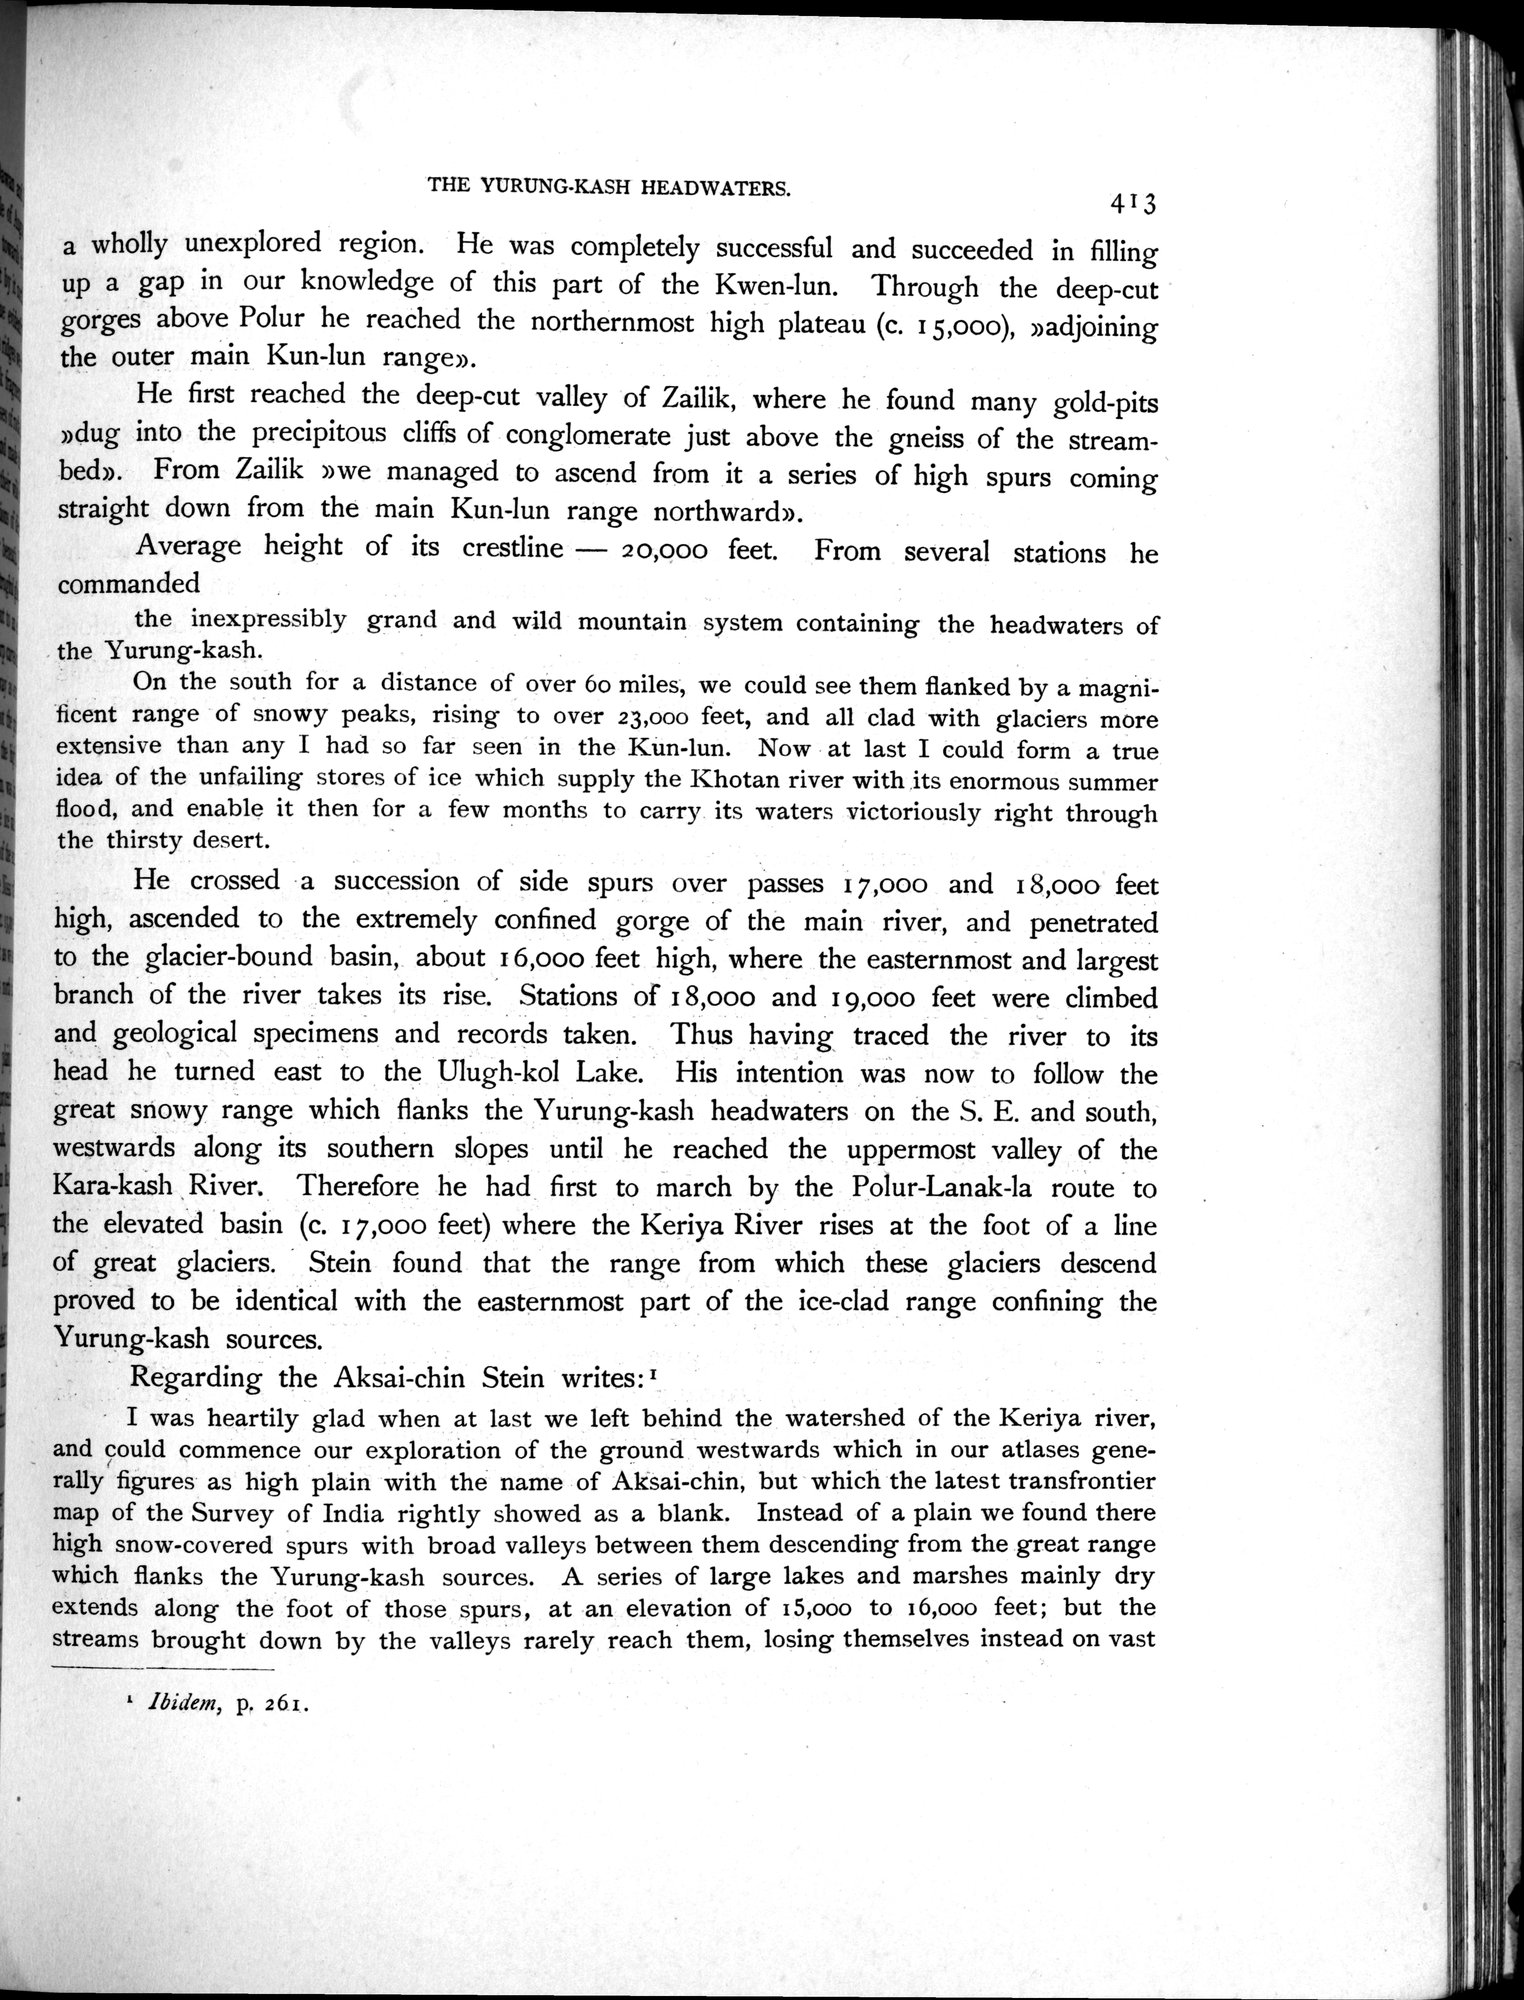 THE YURUNG-KASH HEADWATERS.
413
a wholly unexplored region. He was completely successful and succeeded in filling
up a gap in our knowledge of this part of the Kwen-lun. Through the deep-cut
gorges above Polur he reached the northernmost high plateau (c. 15,000), »adjoining
the outer main Kun-lun range».
He first reached the deep-cut valley of Zailik, where he found many gold-pits
»dug into the precipitous cliffs of conglomerate just above the gneiss of the stream-
bed». From Zailik »we managed to ascend from it a series of high spurs coming
straight down from the main Kun-lun range northward».
Average height of its crestline — 20,000 feet. From several stations he
commanded
the inexpressibly grand and wild mountain system containing the headwaters of
the Yurung-kash.
On the south for a distance of over 60 miles, we could see them flanked by a magni-
ficent range of snowy peaks, rising to over 23,000 feet, and all clad with glaciers more
extensive than any I had so far seen in the Kun-lun. Now at last I could form a true
idea of the unfailing stores of ice which supply the Khotan river with its enormous summer
flood, and enable it then for a few months to carry its waters victoriously right through
the thirsty desert.
He crossed a succession of side spurs over passes 17,000 and 18,000 feet
high, ascended to the extremely confined gorge of the main river, and penetrated
to the glacier-bound basin, about 16,000 feet high, where the easternmost and largest
branch of the river takes its rise. Stations of 18,000 and 19,000 feet were climbed
and geological specimens and records taken. Thus having traced the river to its
head he turned east to the Ulugh-kol Lake. His intention was now to follow the
great snowy range which flanks the Yurung-kash headwaters on the S. E. and south,
westwards along its southern slopes until he reached the uppermost valley of the
Kara-kash River. Therefore he had first to march by the Polur-Lanak-la route to
the elevated basin (c. 17,000 feet) where the Keriya River rises at the foot of a line
of great glaciers. Stein found that the range from which these glaciers descend
proved to be identical with the easternmost part of the ice-clad range confining the
Yurung-kash sources.
Regarding the Aksai-chin Stein writes:¹
I was heartily glad when at last we left behind the watershed of the Keriya river,
and could commence our exploration of the ground westwards which in our atlases gene-
rally figures as high plain with the name of Aksai-chin, but which the latest transfrontier
map of the Survey of India rightly showed as a blank. Instead of a plain we found there
high snow-covered spurs with broad valleys between them descending from the great range
which flanks the Yurung-kash sources. A series of large lakes and marshes mainly dry
extends along the foot of those spurs, at an elevation of 15,000 to 16,000 feet; but the
streams brought down by the valleys rarely reach them, losing themselves instead on vast
¹ Ibidem, p. 261.